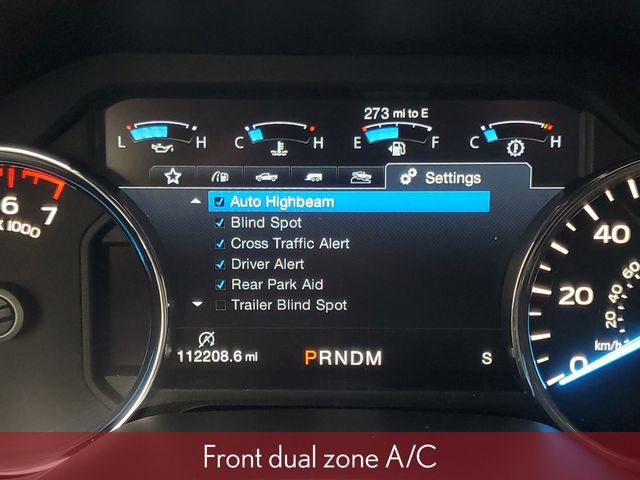 273 mi to E
L H C H E F C H
Settings
Auto Highbeam
Blind Spot
Cross Traffic Alert
Driver Alert
Rear Park Aid
Trailer Blind Spot
6 7
x 1000
40
20
0
60
40
20
km/h
112208.6 mi
PRNDM
S
Front dual zone A/C